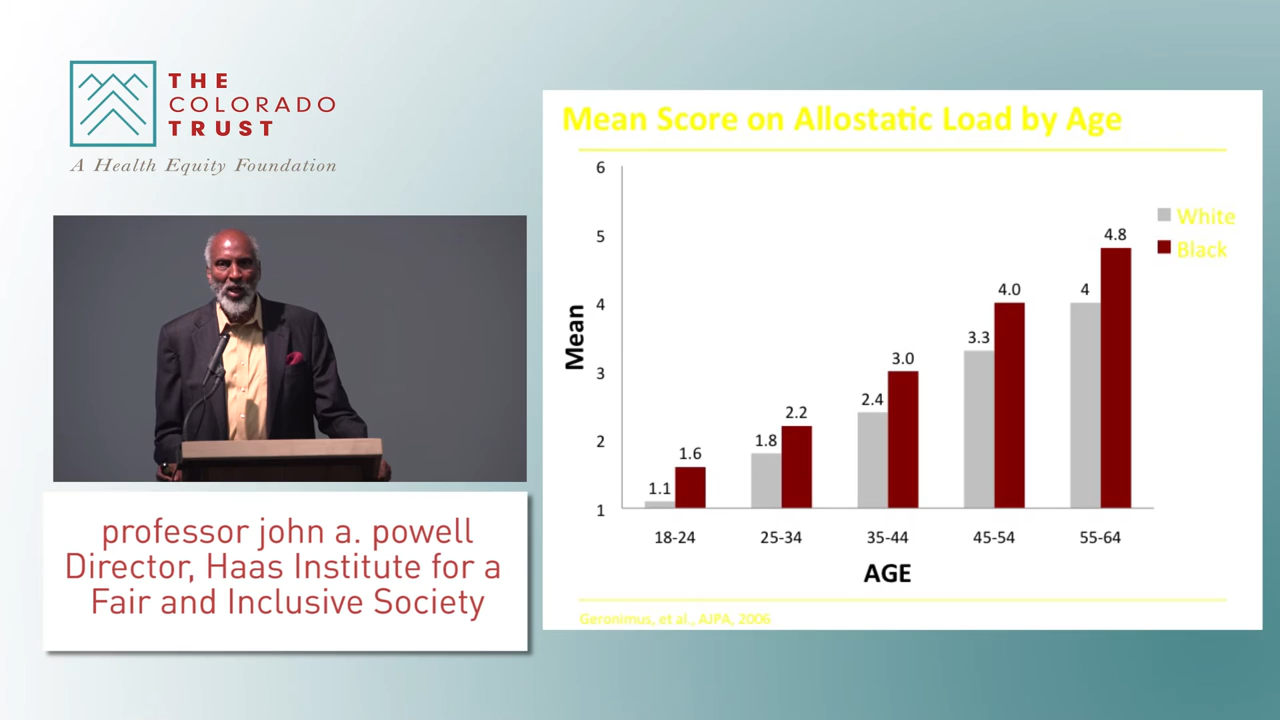 THE
COLORADO
TRUST
A Health Equity Foundation
professor john a. powell
Director, Haas Institute for a
Fair and Inclusive Society
Mean Score on Allostatic Load by Age
6
5
4
3
2
1
Mean
1.1
1.6
1.8
2.2
2.4
3.0
3.3
4.0
4
4.8
White
Black
18-24
25-34
35-44
45-54
55-64
AGE
Geronimus, et al., AJPA, 2006